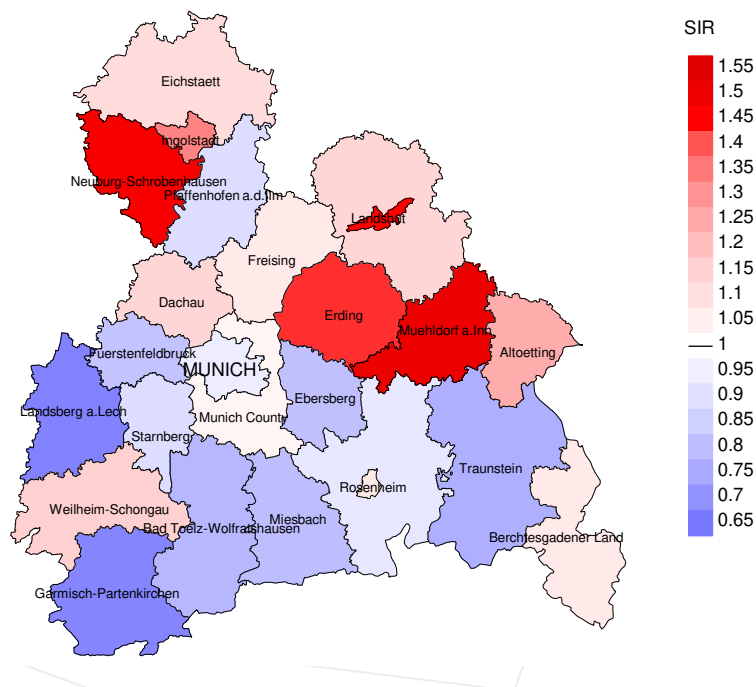 SIR
1.55
1.5
1.45
1.4
1.35
1.3
1.25
1.2
1.15
1.1
1.05
1
0.95
0.9
0.85
0.8
0.75
0.7
0.65
Eichstaett
Ingolstadt
Neuburg-Schrobenhausen
Pfaffenhofen a.d.Ilm
Landshut
Freising
Dachau
Erding
Muehldorf a.Inn
Altoetting
Fuerstenfeldbruck
MUNICH
Ebersberg
Landsberg a.Lech
Munich County
Starnberg
Traunstein
Rosenheim
Weilheim-Schongau
Miesbach
Bad Toelz-Wolfratshausen
Berchtesgadener Land
Garmisch-Partenkirchen